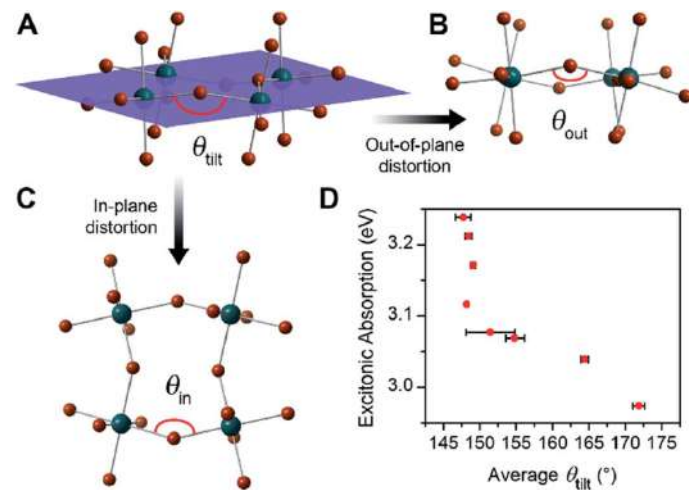 A
B
θtilt
Out-of-plane
distortion
θout
C
In-plane
distortion
θin
D
Excitonic Absorption (eV)
3.2
3.1
3.0
145 150 155 160 165 170 175
Average θtilt (°)